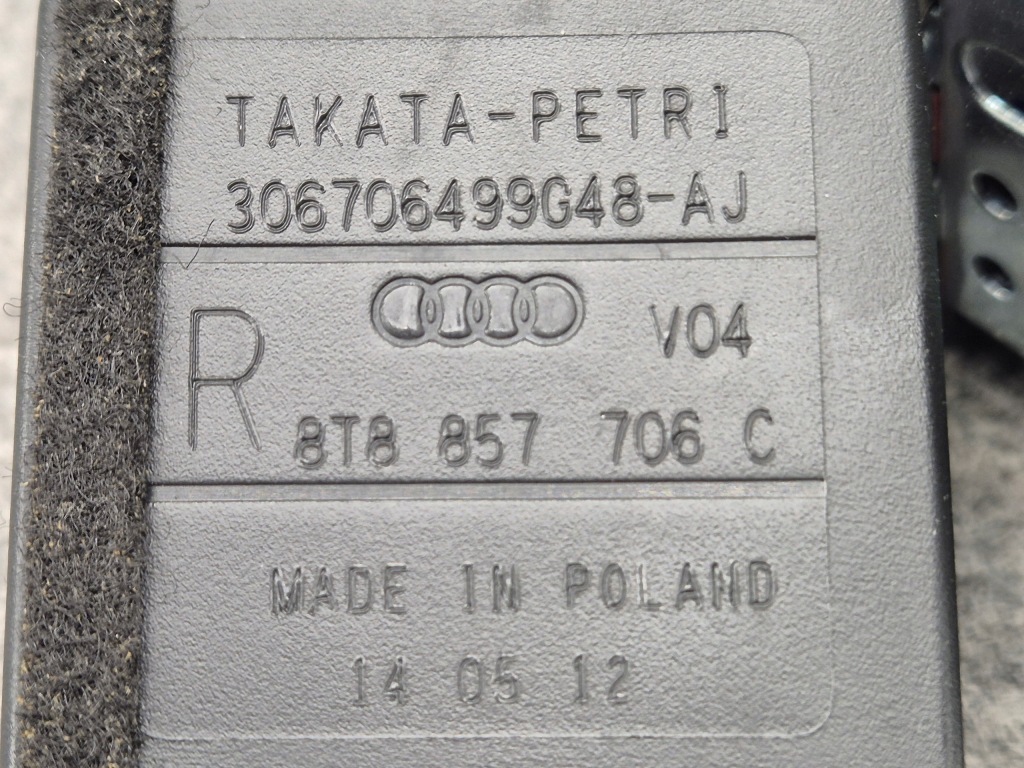 TAKATA-PETRI
306706499G48-AJ
R V04
8T8 857 706 C
MADE IN POLAND
14 05 12